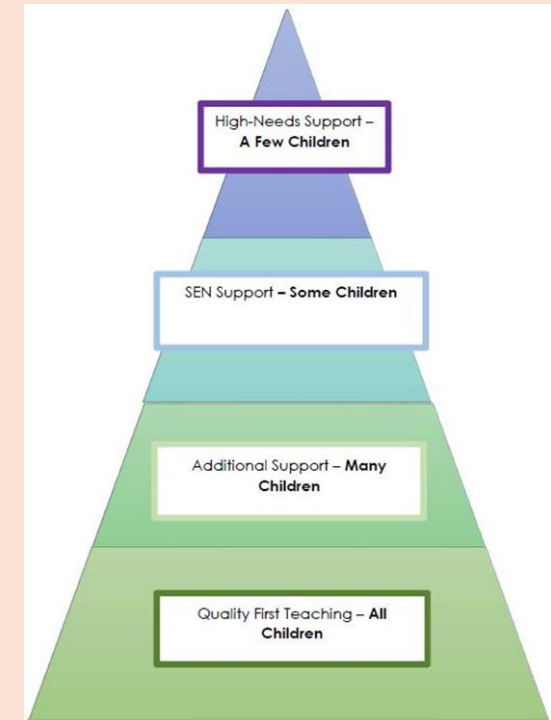 High-Needs Support –
A Few Children
SEN Support – Some Children
Additional Support – Many
Children
Quality First Teaching – All
Children